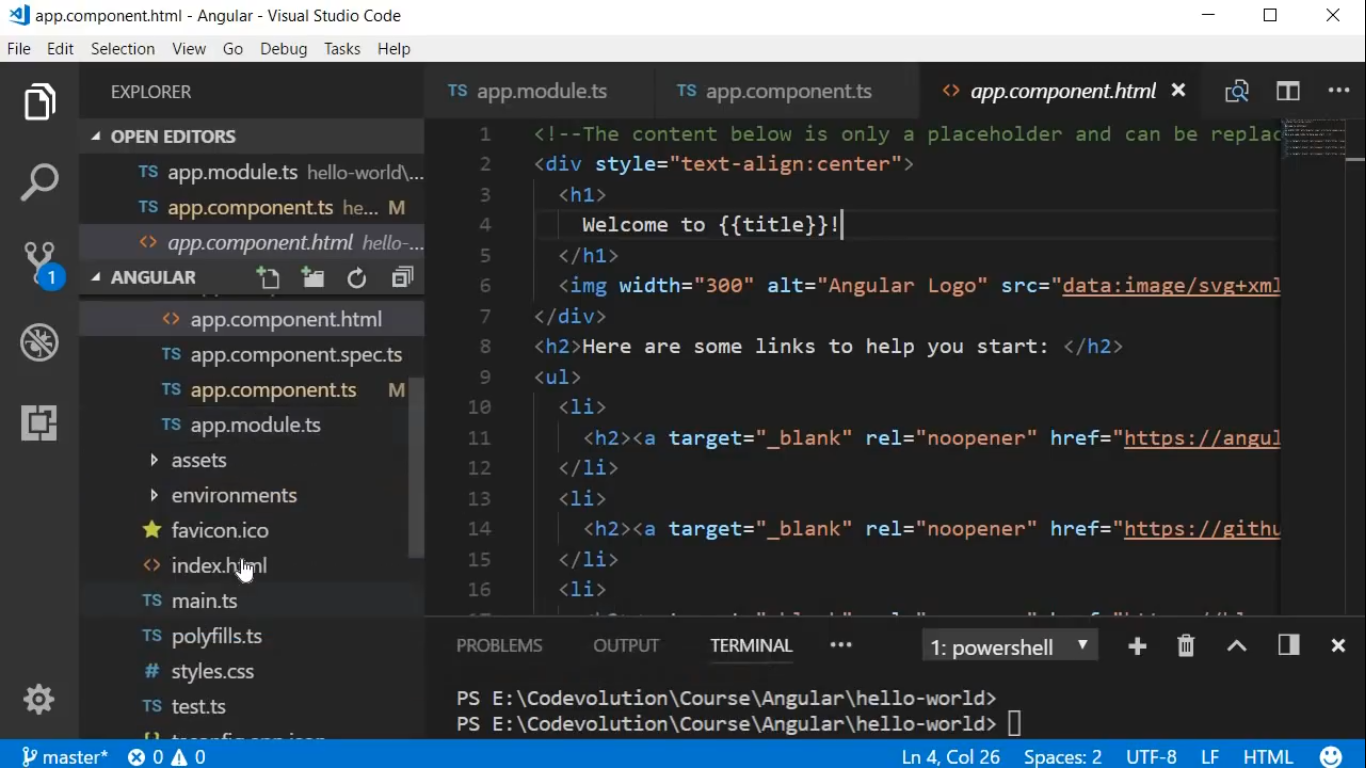 app.component.html - Angular - Visual Studio Code
File Edit Selection View Go Debug Tasks Help
EXPLORER
OPEN EDITORS
TS app.module.ts hello-world\...
TS app.component.ts he... M
<> app.component.html hello-...
1
ANGULAR
<> app.component.html
TS app.component.spec.ts
TS app.component.ts M
TS app.module.ts
assets
environments
favicon.ico
<> index.html
TS main.ts
TS polyfills.ts
# styles.css
TS test.ts
TS app.module.ts TS app.component.ts <> app.component.html
1 <!--The content below is only a placeholder and can be replac
2 <div style="text-align:center">
3 <h1>
4 Welcome to {{title}}!
5 </h1>
6 <img width="300" alt="Angular Logo" src="data:image/svg+xml
7 </div>
8 <h2>Here are some links to help you start: </h2>
9 <ul>
10 <li>
11 <h2><a target="_blank" rel="noopener" href="https://angul
12 </li>
13 <li>
14 <h2><a target="_blank" rel="noopener" href="https://githu
15 </li>
16 <li>
PROBLEMS OUTPUT TERMINAL ••• 1: powershell
PS E:\Codevolution\Course\Angular\hello-world>
PS E:\Codevolution\Course\Angular\hello-world>
master* 0 0 Ln 4, Col 26 Spaces: 2 UTF-8 LF HTML